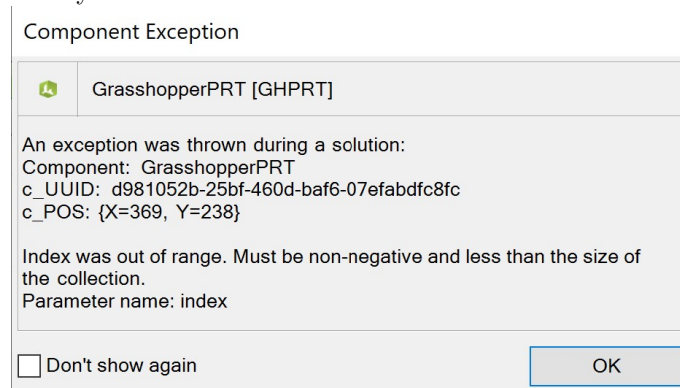 Component Exception
GrasshopperPRT [GHPRT]
An exception was thrown during a solution:
Component: GrasshopperPRT
c_UUID: d981052b-25bf-460d-baf6-07efabdfc8fc
c_POS: {X=369, Y=238}
Index was out of range. Must be non-negative and less than the size of
the collection.
Parameter name: index
Don't show again
OK